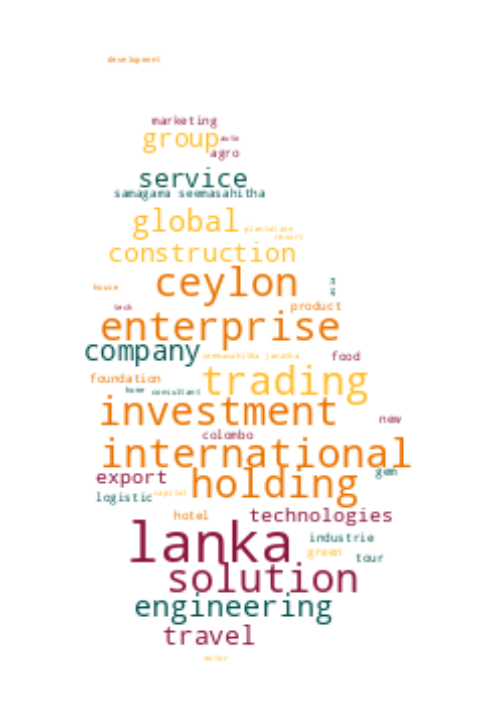 development
marketing
group auto
agro
service
samagama seemasahitha
global plantation
resort
construction
ceylon asia
house
tech product
enterprise
company seemasahitha janatha food
foundation trading
home consultant
investment new
colombo
international
export holding gem
logistic capital
hotel technologies
lanka industrie
green tour
solution
engineering
travel
motor